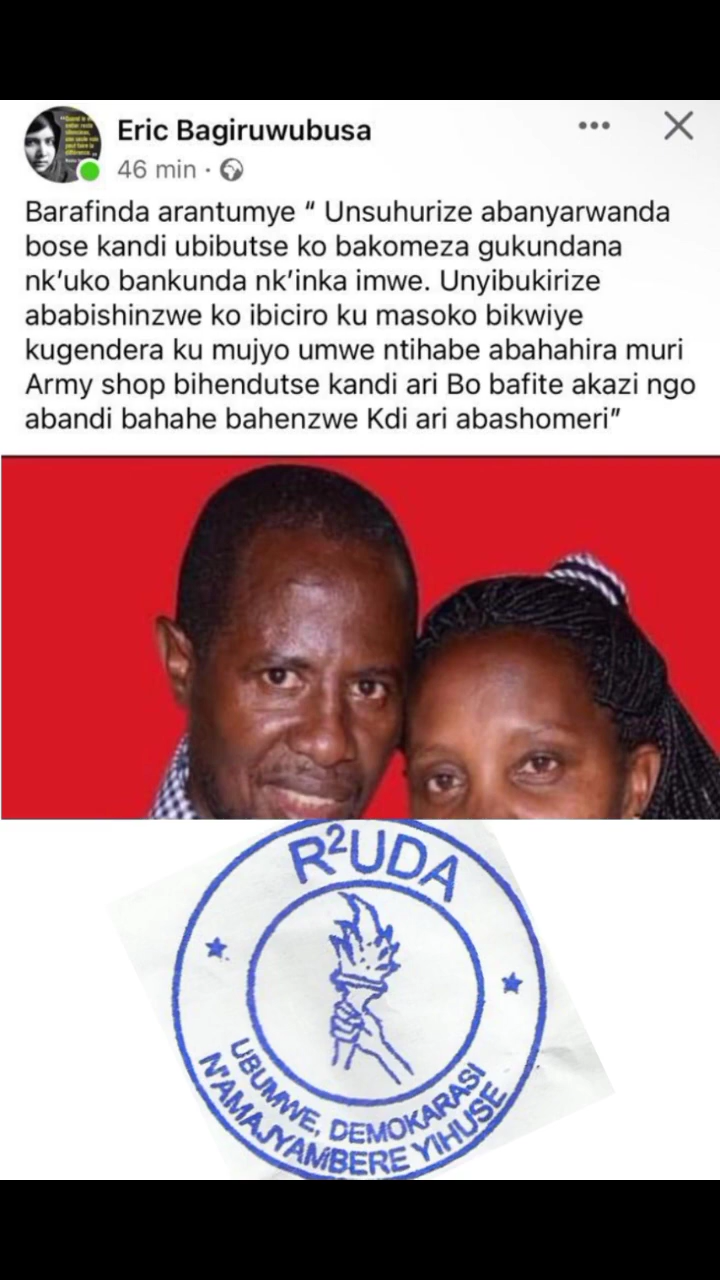 Eric Bagiruwubusa
46 min ·
Barafinda arantumye “ Unsuhurize abanyarwanda
bose kandi ubibutse ko bakomeza gukundana
nk’uko bankunda nk’inka imwe. Unyibukirize
ababishinzwe ko ibiciro ku masoko bikwiye
kugendera ku mujyo umwe ntihabe abahahira muri
Army shop bihendutse kandi ari Bo bafite akazi ngo
abandi bahahe bahenzwe Kdi ari abashomeri”
R²UDA
UBUMWE, DEMOKARASI
N'AMAJYAMBERE YIHUSE